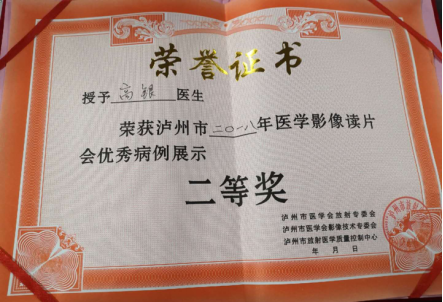 荣誉证书
授予 高银 医生
荣获泸州市二〇一八年医学影像读片
会优秀病例展示
二等奖
泸州市医学会放射专委会
泸州市医学会影像技术专委会
泸州市放射医学质量控制中心
年 月 日